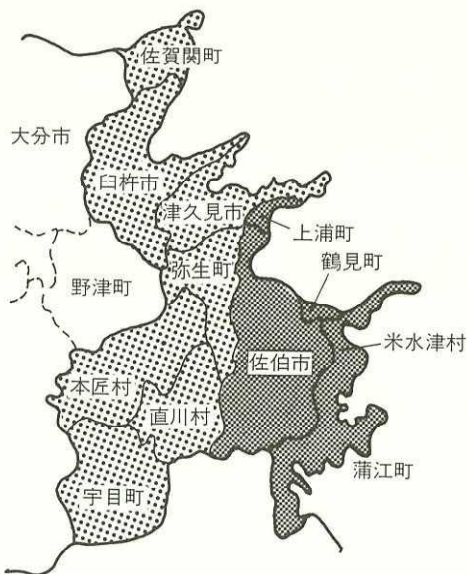 佐賀関町
大分市
臼杵市
津久見市
上浦町
弥生町
鶴見町
野津町
米水津村
佐伯市
本匠村
直川村
蒲江町
宇目町